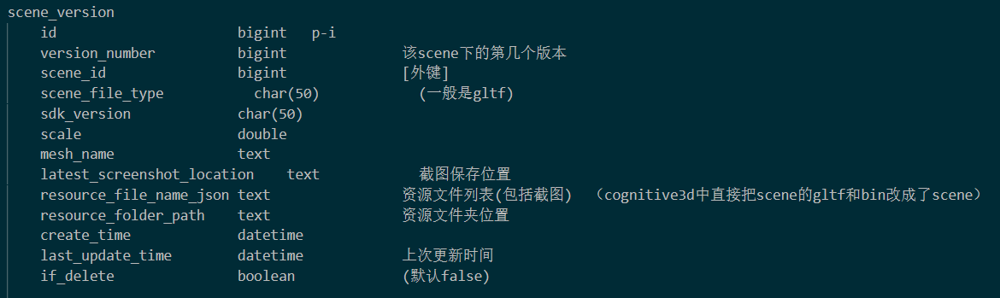 scene_version
id bigint p-i
version_number bigint 该scene下的第几个版本
scene_id bigint [外键]
scene_file_type char(50) (一般是gltf)
sdk_version char(50)
scale double
mesh_name text
latest_screenshot_location text 截图保存位置
resource_file_name_json text 资源文件列表(包括截图) （cognitive3d中直接把scene的gltf和bin改成了scene）
resource_folder_path text 资源文件夹位置
create_time datetime
last_update_time datetime 上次更新时间
if_delete boolean (默认false)